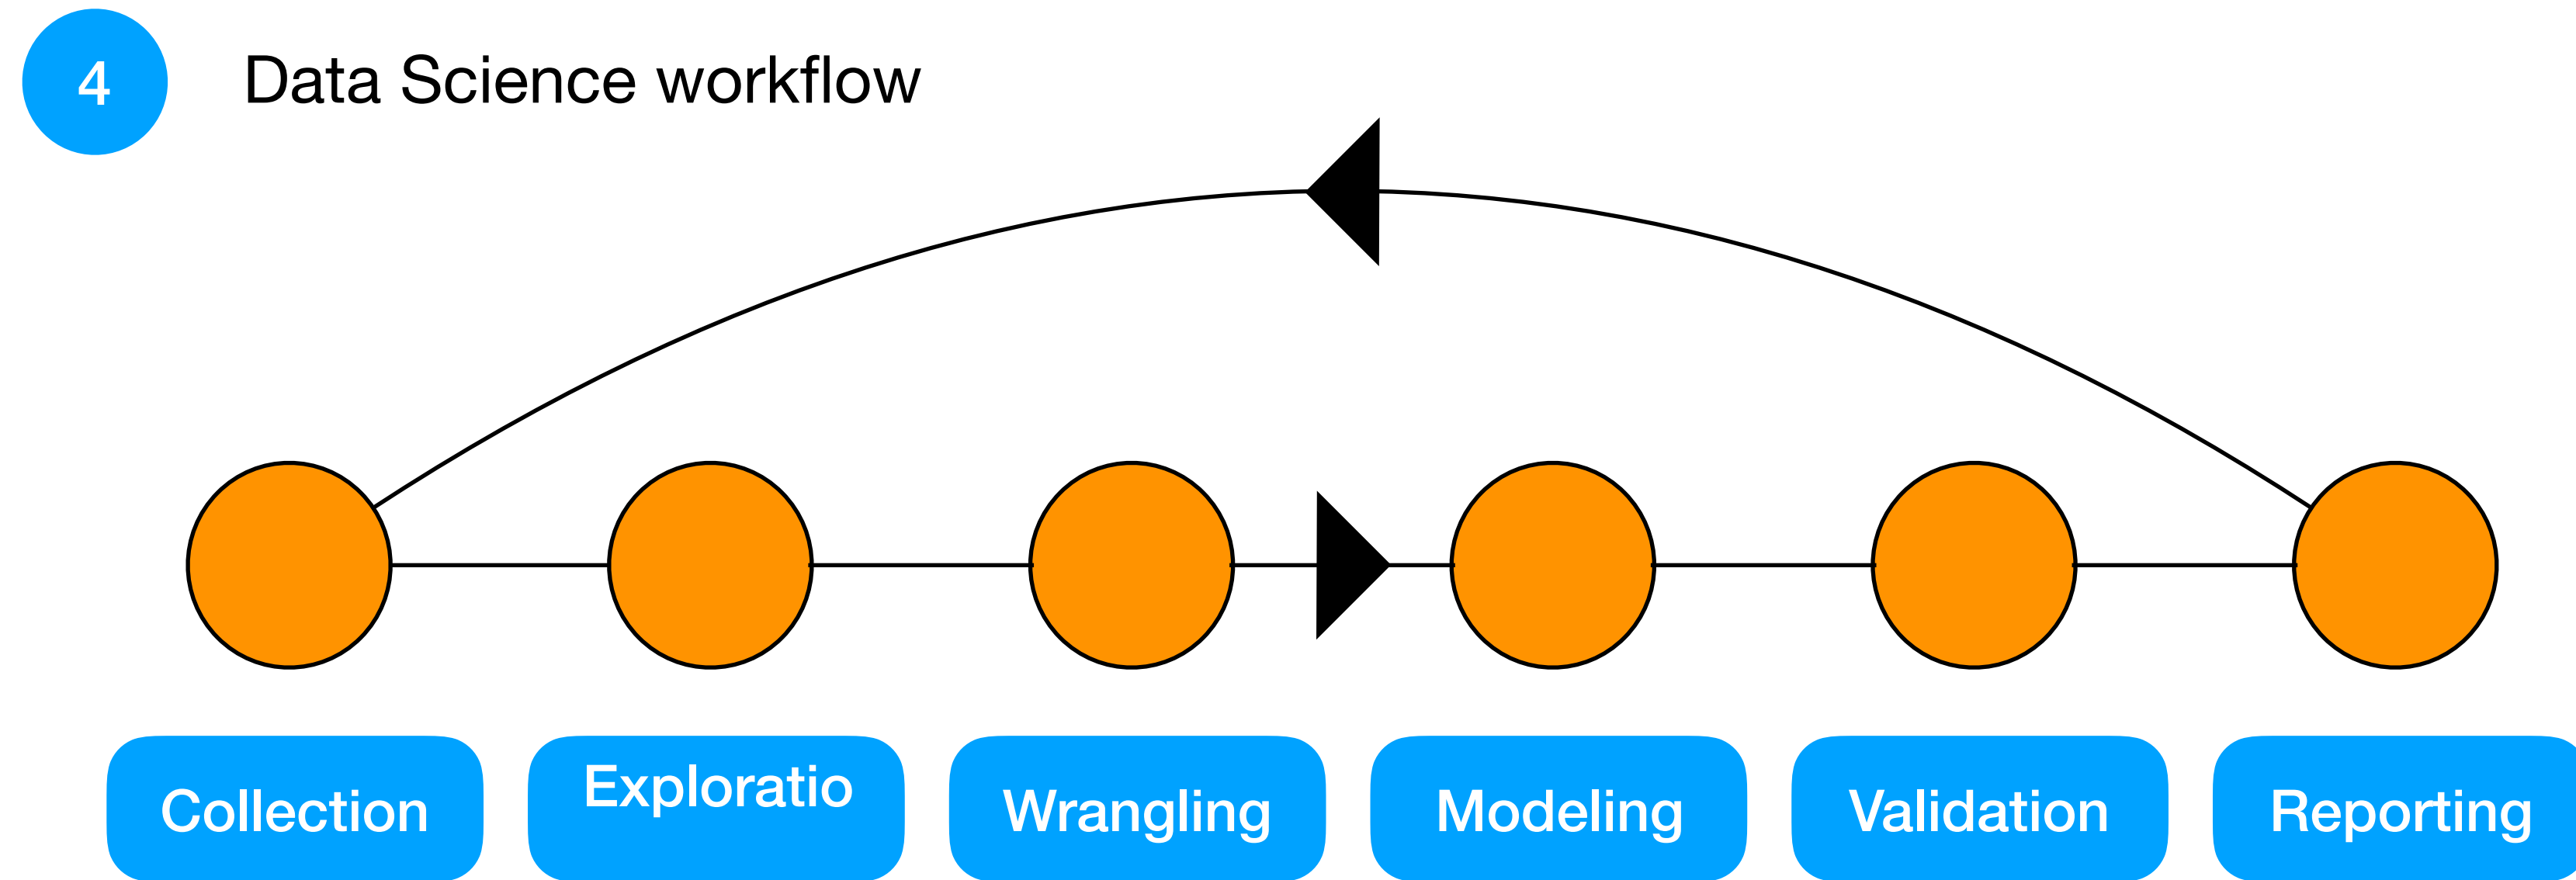 4
Data Science workflow
Collection
Exploratio
Wrangling
Modeling
Validation
Reporting